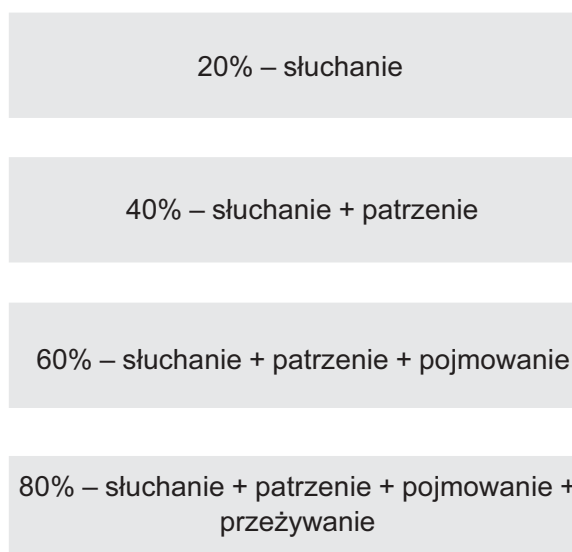 20% – słuchanie
40% – słuchanie + patrzenie
60% – słuchanie + patrzenie + pojmowanie
80% – słuchanie + patrzenie + pojmowanie +
przeżywanie